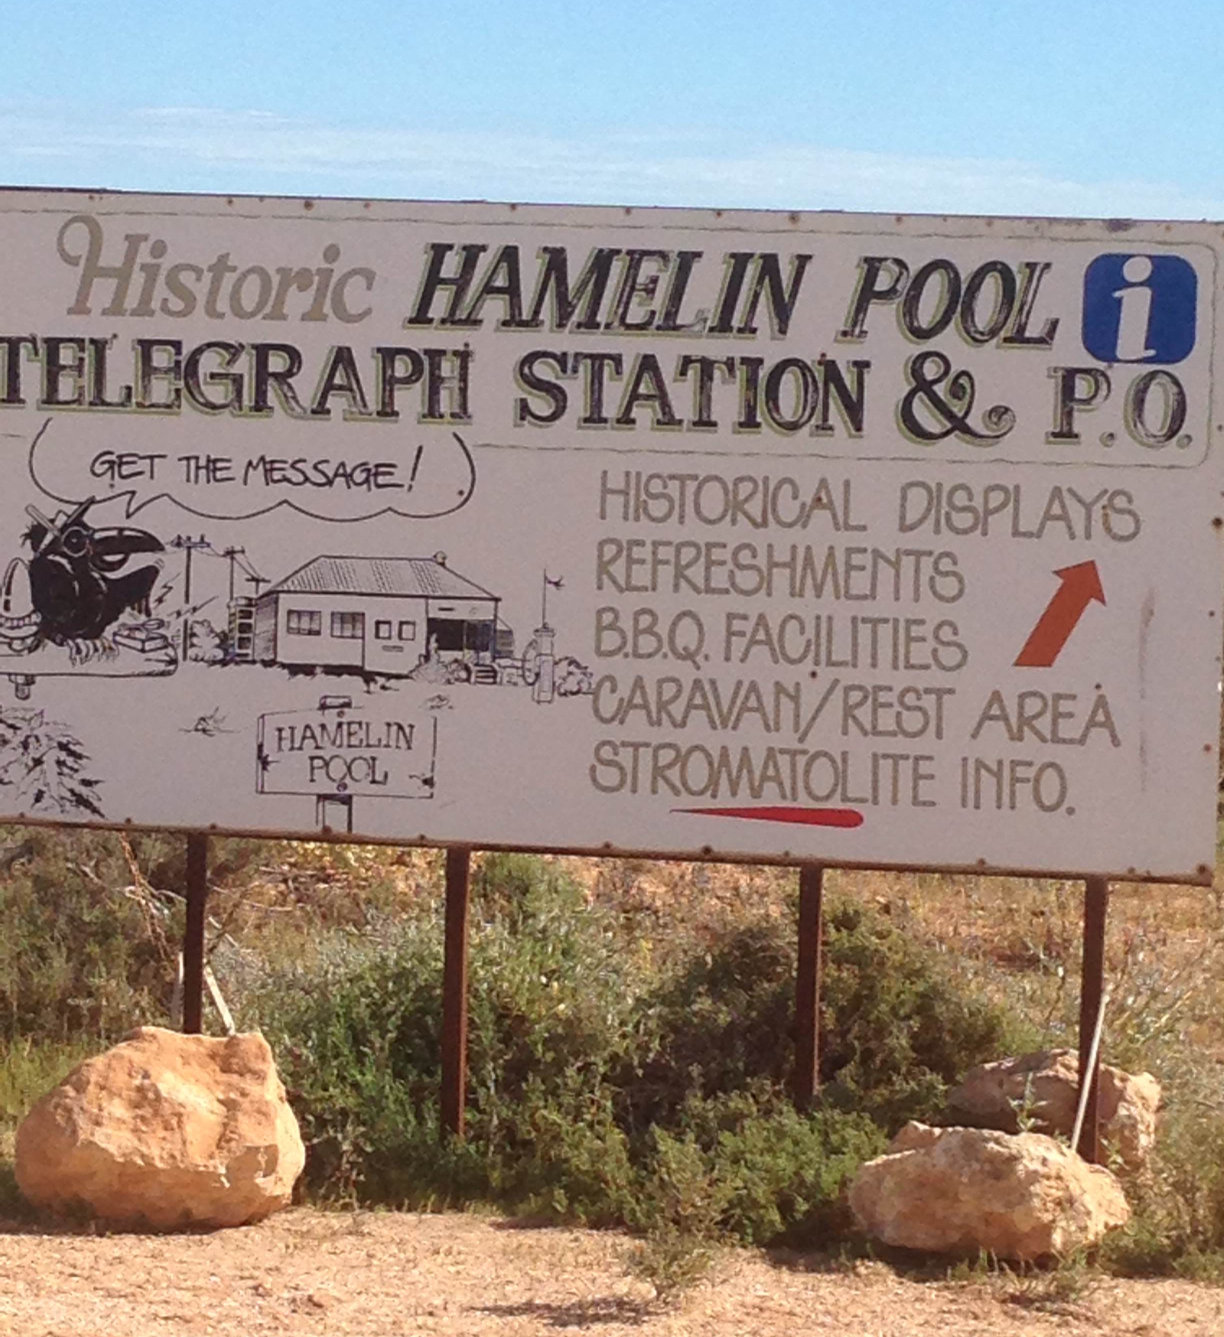 Historic HAMELIN POOL i
TELEGRAPH STATION & P.O.
GET THE MESSAGE!
HISTORICAL DISPLAYS
REFRESHMENTS
B.B.Q. FACILITIES
CARAVAN/REST AREA
STROMATOLITE INFO.
HAMELIN
POOL